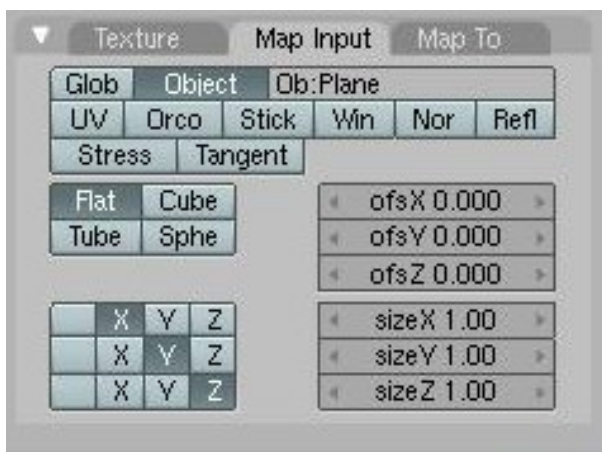 Texture Map Input Map To
Glob Object Ob:Plane
UV Orco Stick Win Nor Refl
Stress Tangent
Flat Cube ofsX 0.000
Tube Sphe ofsY 0.000
ofsZ 0.000
X Y Z sizeX 1.00
X Y Z sizeY 1.00
X Y Z sizeZ 1.00